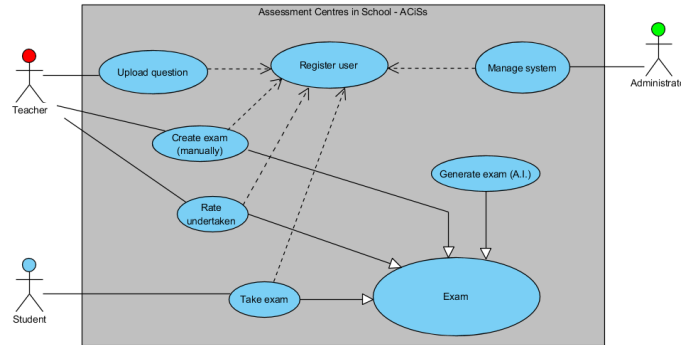 Assessment Centres in School - ACiSs
Upload question
Register user
Manage system
Teacher
Administrate
Create exam
(manually)
Generate exam (A.I.)
Rate
undertaken
Take exam
Exam
Student